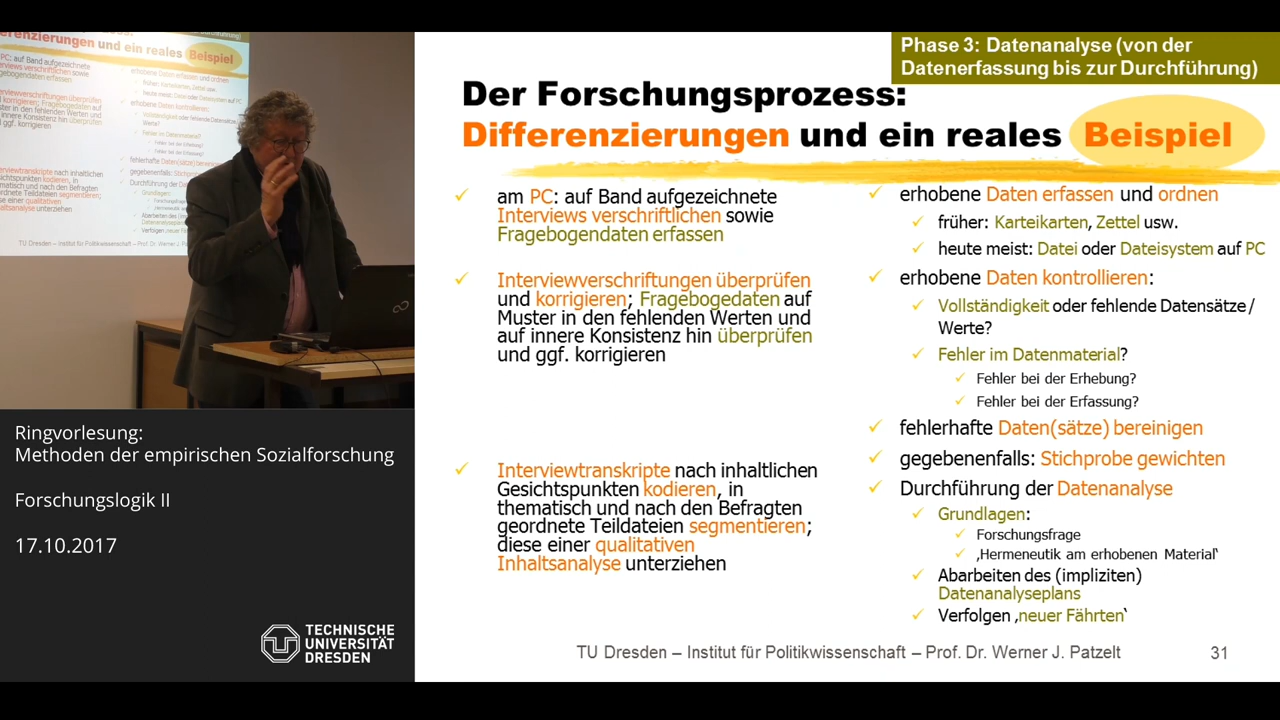 Phase 3: Datenanalyse (von der
Datenerfassung bis zur Durchführung)
Der Forschungsprozess:
Differenzierungen und ein reales Beispiel
am PC: auf Band aufgezeichnete
Interviews verschriftlichen sowie
Fragebogendaten erfassen
Interviewverschriftungen überprüfen
und korrigieren; Fragebogedaten auf
Muster in den fehlenden Werten und
auf innere Konsistenz hin überprüfen
und ggf. korrigieren
Interviewtranskripte nach inhaltlichen
Gesichtspunkten kodieren, in
thematisch und nach den Befragten
geordnete Teildateien segmentieren;
diese einer qualitativen
Inhaltsanalyse unterziehen
erhobene Daten erfassen und ordnen
früher: Karteikarten, Zettel usw.
heute meist: Datei oder Dateisystem auf PC
erhobene Daten kontrollieren:
Vollständigkeit oder fehlende Datensätze/
Werte?
Fehler im Datenmaterial?
Fehler bei der Erhebung?
Fehler bei der Erfassung?
fehlerhafte Daten(sätze) bereinigen
gegebenenfalls: Stichprobe gewichten
Durchführung der Datenanalyse
Grundlagen:
Forschungsfrage
‚Hermeneutik am erhobenen Material‛
Abarbeiten des (impliziten)
Datenanalyseplans
Verfolgen ‚neuer Fährten‛
TU Dresden – Institut für Politikwissenschaft – Prof. Dr. Werner J. Patzelt
31
Ringvorlesung:
Methoden der empirischen Sozialforschung
Forschungslogik II
17.10.2017
TECHNISCHE
UNIVERSITÄT
DRESDEN